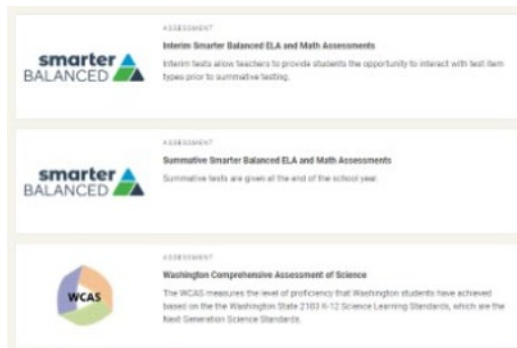 ASSESSMENT
Interim Smarter Balanced ELA and Math Assessments
smarter
BALANCED
Interim tests allow teachers to provide students the opportunity to interact with test item
types prior to summative testing.
ASSESSMENT
Summative Smarter Balanced ELA and Math Assessments
smarter
BALANCED
Summative tests are given at the end of the school year.
ASSESSMENT
Washington Comprehensive Assessment of Science
WCAS
The WCAS measures the level of proficiency that Washington students have achieved
based on the the Washington State 2103 K-12 Science Learning Standards, which are the
Next Generation Science Standards.